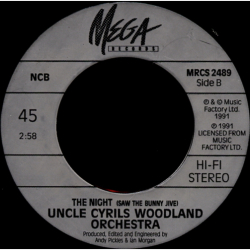 MEGA
RECORDS
NCB
MRCS 2489
Side B
45
2:58
℗ & © Music
Factory Ltd.
1991
℗ 1991
LICENSED FROM
MUSIC
FACTORY LTD.
HI-FI
STEREO
THE NIGHT (SAW THE BUNNY JIVE)
UNCLE CYRILS WOODLAND
ORCHESTRA
Produced, Edited and Engineered by
Andy Pickles & Ian Morgan